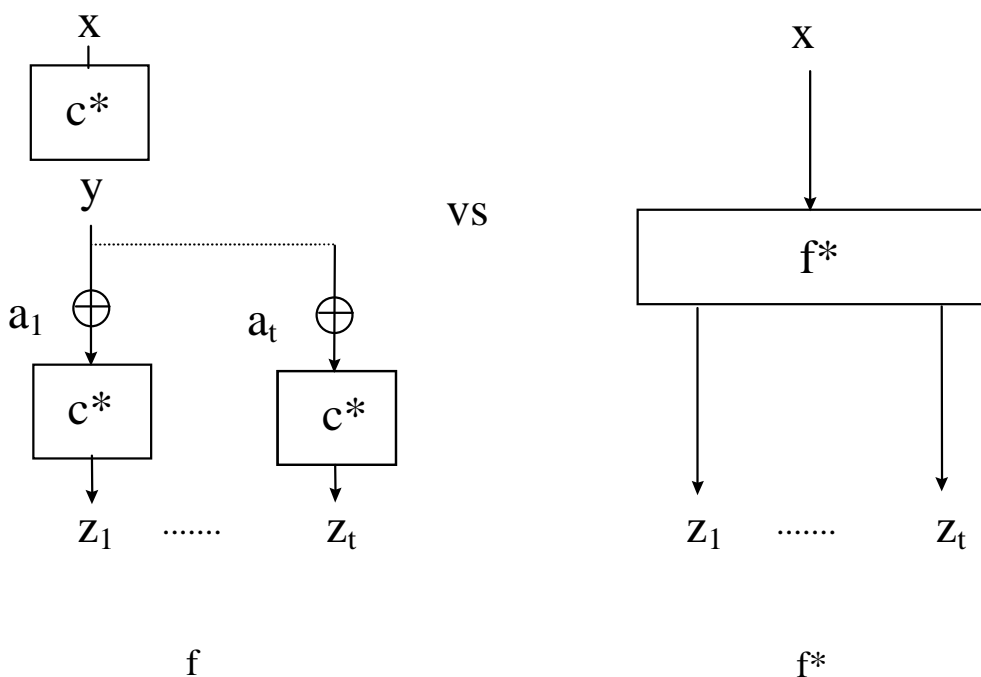 x x
c* 
y vs
f*
a₁ ⊕ aₜ ⊕
c* c*
z₁ ....... zₜ z₁ ....... zₜ
f f*